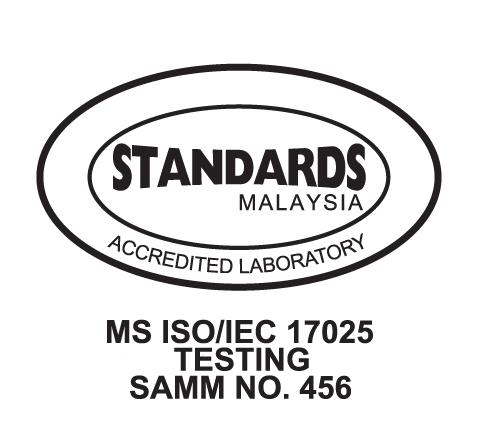 STANDARDS
MALAYSIA
ACCREDITED LABORATORY
MS ISO/IEC 17025
TESTING
SAMM NO. 456